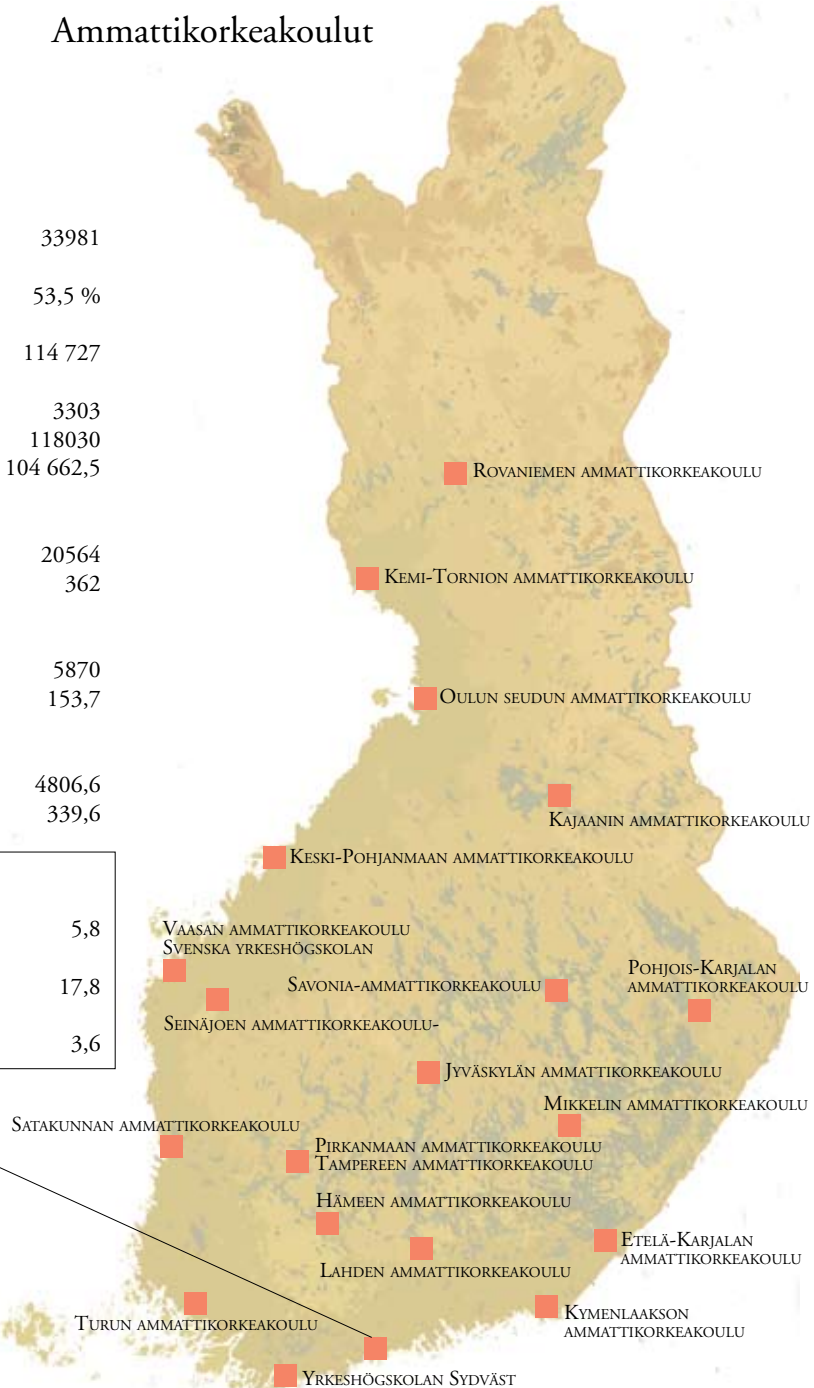 Ammattikorkeakoulut
33981
53,5 %
114 727
3303
118030
104 662,5
20564
362
5870
153,7
4806,6
339,6
5,8
17,8
3,6
Rovaniemen ammattikorkeakoulu
Kemi-Tornion ammattikorkeakoulu
Oulun seudun ammattikorkeakoulu
Kajaanin ammattikorkeakoulu
Keski-Pohjanmaan ammattikorkeakoulu
Vaasan ammattikorkeakoulu
Svenska yrkeshögskolan
Savonia-ammattikorkeakoulu
Pohjois-Karjalan
ammattikorkeakoulu
Seinäjoen ammattikorkeakoulu-
Jyväskylän ammattikorkeakoulu
Mikkelin ammattikorkeakoulu
Satakunnan ammattikorkeakoulu
Pirkanmaan ammattikorkeakoulu
Tampereen ammattikorkeakoulu
Hämeen ammattikorkeakoulu
Etelä-Karjalan
ammattikorkeakoulu
Lahden ammattikorkeakoulu
Kymenlaakson
ammattikorkeakoulu
Turun ammattikorkeakoulu
Yrkeshögskolan Sydväst